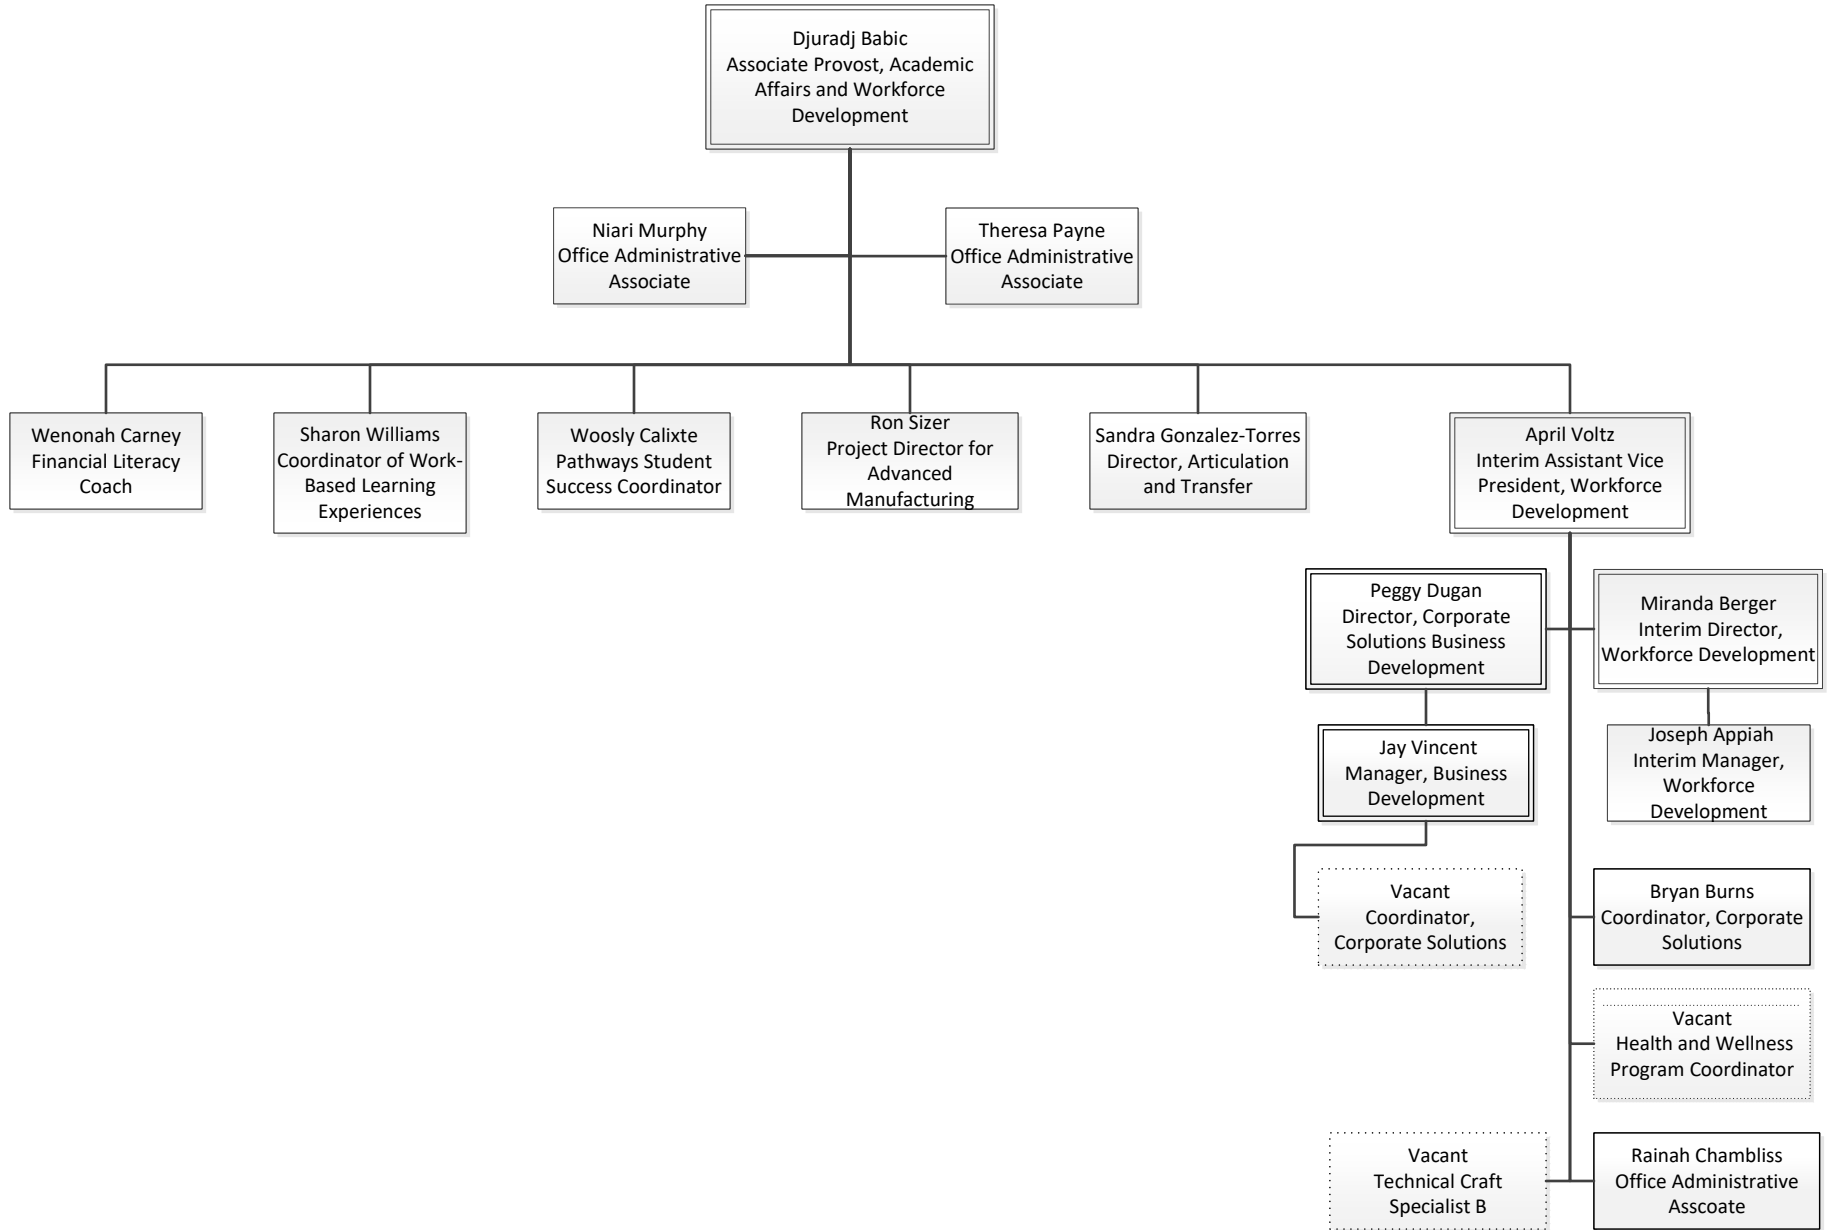 Djuradj Babic
Associate Provost, Academic
Affairs and Workforce
Development
Niari Murphy
Office Administrative
Associate
Theresa Payne
Office Administrative
Associate
Wenonah Carney
Financial Literacy
Coach
Sharon Williams
Coordinator of Work-
Based Learning
Experiences
Woosly Calixte
Pathways Student
Success Coordinator
Ron Sizer
Project Director for
Advanced
Manufacturing
Sandra Gonzalez-Torres
Director, Articulation
and Transfer
April Voltz
Interim Assistant Vice
President, Workforce
Development
Peggy Dugan
Director, Corporate
Solutions Business
Development
Miranda Berger
Interim Director,
Workforce Development
Jay Vincent
Manager, Business
Development
Joseph Appiah
Interim Manager,
Workforce
Development
Vacant
Coordinator,
Corporate Solutions
Bryan Burns
Coordinator, Corporate
Solutions
Vacant
Health and Wellness
Program Coordinator
Vacant
Technical Craft
Specialist B
Rainah Chambliss
Office Administrative
Asscoate